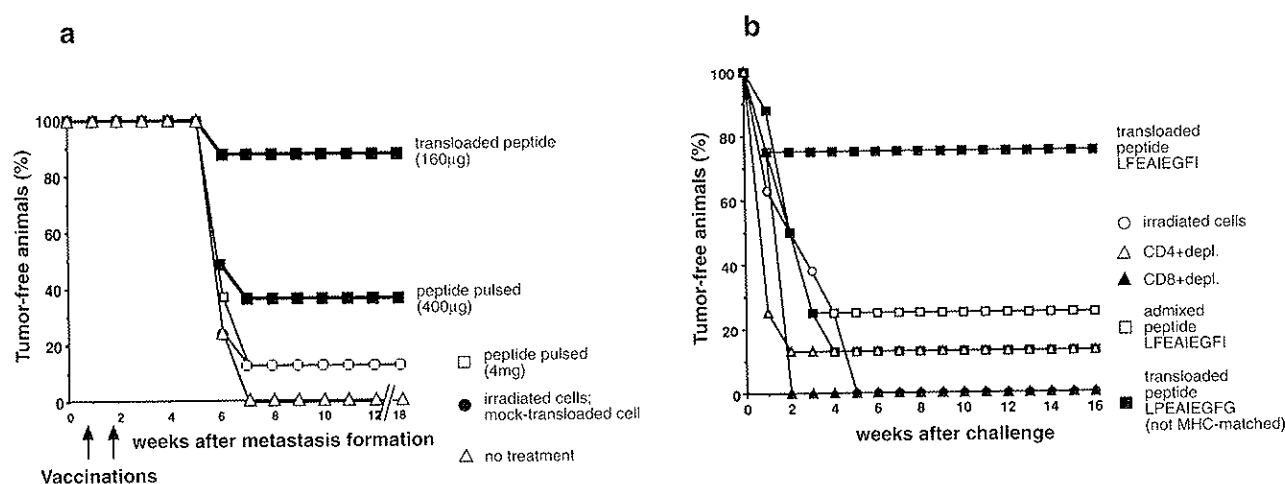 a
Tumor-free animals (%)
100
80
60
40
20
0
0 2 4 6 8 10 12 18
weeks after metastasis formation
Vaccinations
transloaded peptide
(160µg)
peptide pulsed
(400µg)
peptide pulsed
(4mg)
irradiated cells;
mock-transloaded cell
no treatment
b
Tumor-free animals (%)
100
80
60
40
20
0
0 2 4 6 8 10 12 14 16
weeks after challenge
transloaded
peptide
LFEAIEGFI
irradiated cells
CD4+depl.
CD8+depl.
admixed
peptide
LFEAIEGFI
transloaded
peptide
LPEAIEGFG
(not MHC-matched)